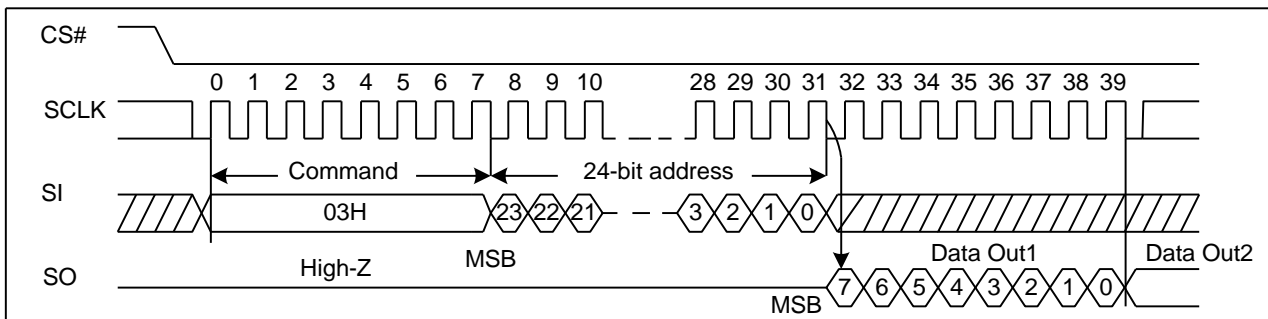 CS#
0 1 2 3 4 5 6 7 8 9 10 28 29 30 31 32 33 34 35 36 37 38 39
SCLK
Command 24-bit address
SI
03H 23 22 21 3 2 1 0
High-Z MSB Data Out1 Data Out2
SO
MSB 7 6 5 4 3 2 1 0